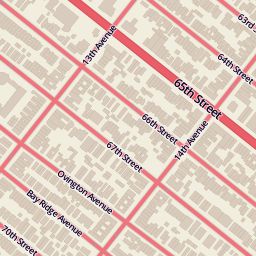 63rd
64th Street
13th Avenue
65th Street
66th Street
14th Avenue
67th Street
Ovington Avenue
Bay Ridge Avenue
70th Street